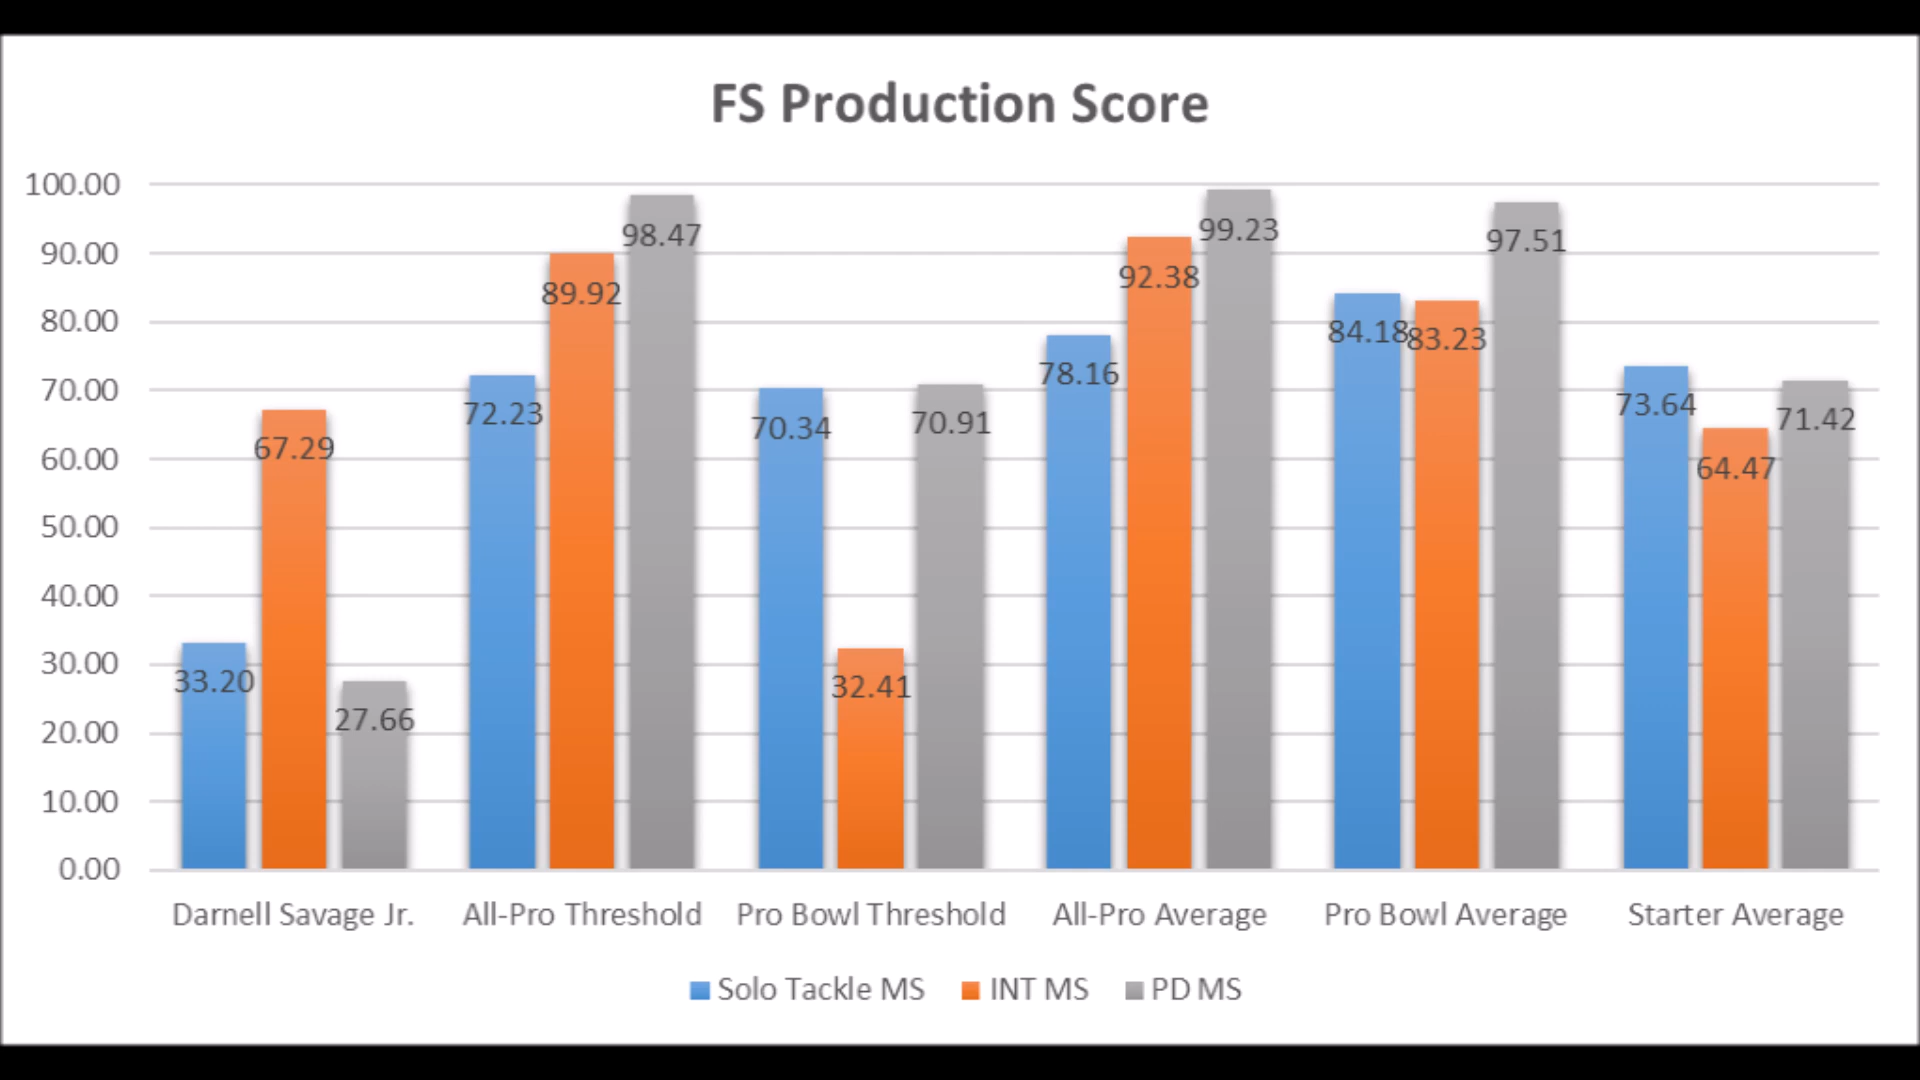 FS Production Score
100.00
90.00
80.00
70.00
60.00
50.00
40.00
30.00
20.00
10.00
0.00
33.20
67.29
27.66
72.23
89.92
98.47
70.34
32.41
70.91
78.16
92.38
99.23
84.18
83.23
97.51
73.64
64.47
71.42
Darnell Savage Jr.
All-Pro Threshold
Pro Bowl Threshold
All-Pro Average
Pro Bowl Average
Starter Average
Solo Tackle MS
INT MS
PD MS